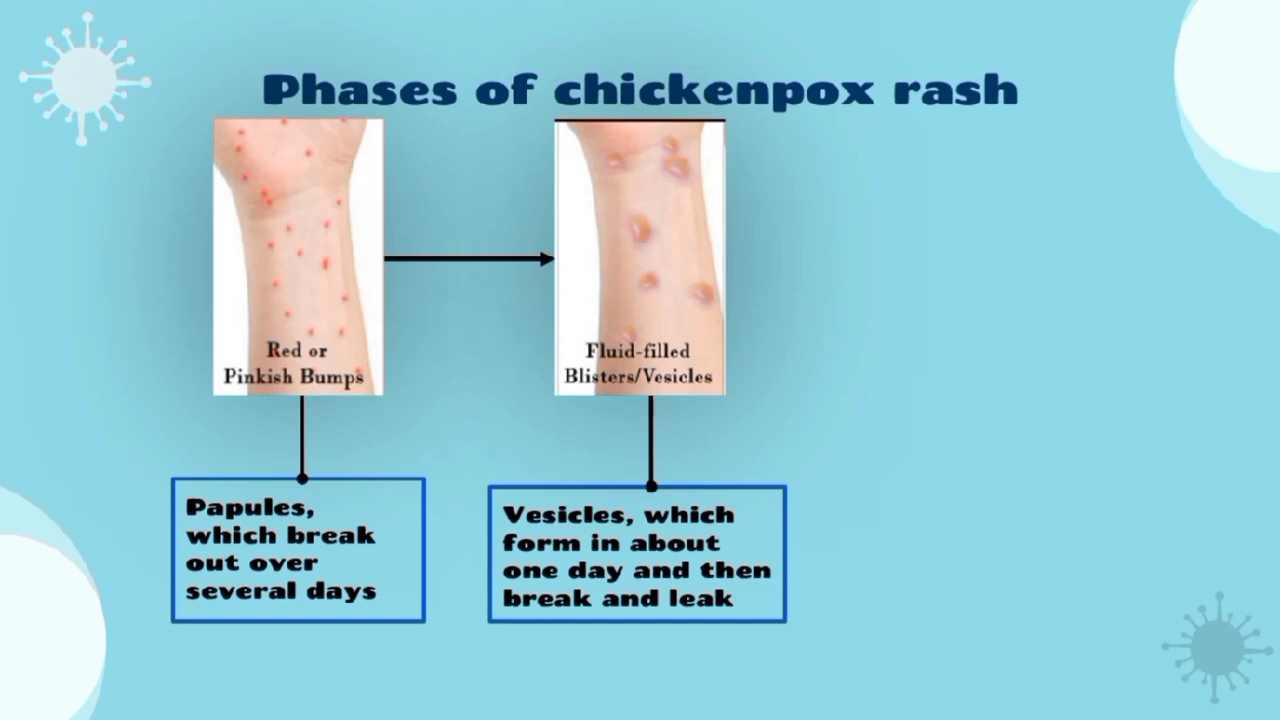 Phases of chickenpox rash
Red or
Pinkish Bumps
Fluid-filled
Blisters/Vesicles
Papules,
which break
out over
several days
Vesicles, which
form in about
one day and then
break and leak